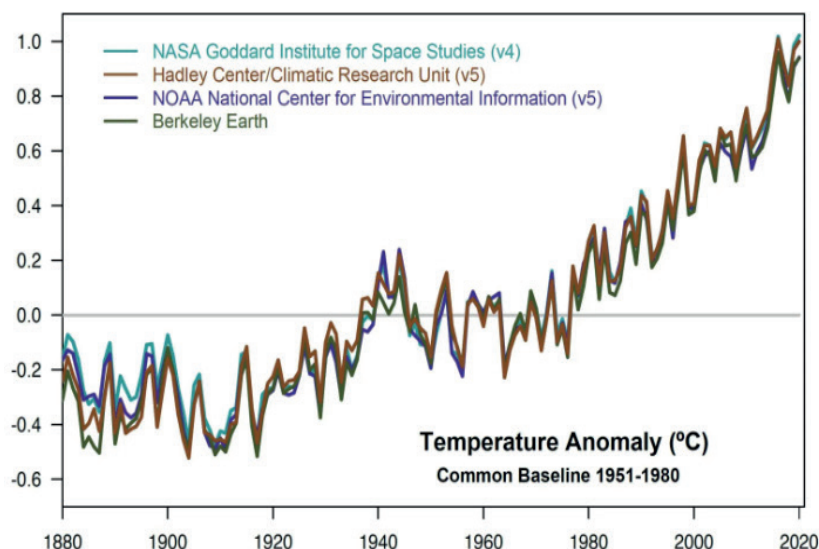 1.0
NASA Goddard Institute for Space Studies (v4)
Hadley Center/Climatic Research Unit (v5)
0.8
NOAA National Center for Environmental Information (v5)
Berkeley Earth
0.6
0.4
0.2
0.0
-0.2
-0.4
Temperature Anomaly (ºC)
Common Baseline 1951-1980
-0.6
1880 1900 1920 1940 1960 1980 2000 2020